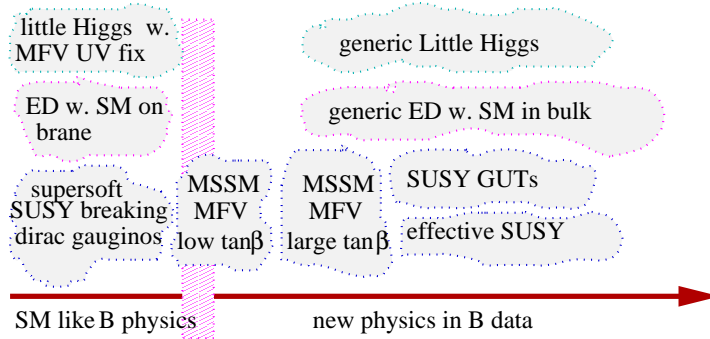 little Higgs w.
MFV UV fix
generic Little Higgs
ED w. SM on
brane
generic ED w. SM in bulk
supersoft
SUSY breaking
dirac gauginos
MSSM
MFV
low tanβ
MSSM
MFV
large tanβ
SUSY GUTs
effective SUSY
SM like B physics
new physics in B data